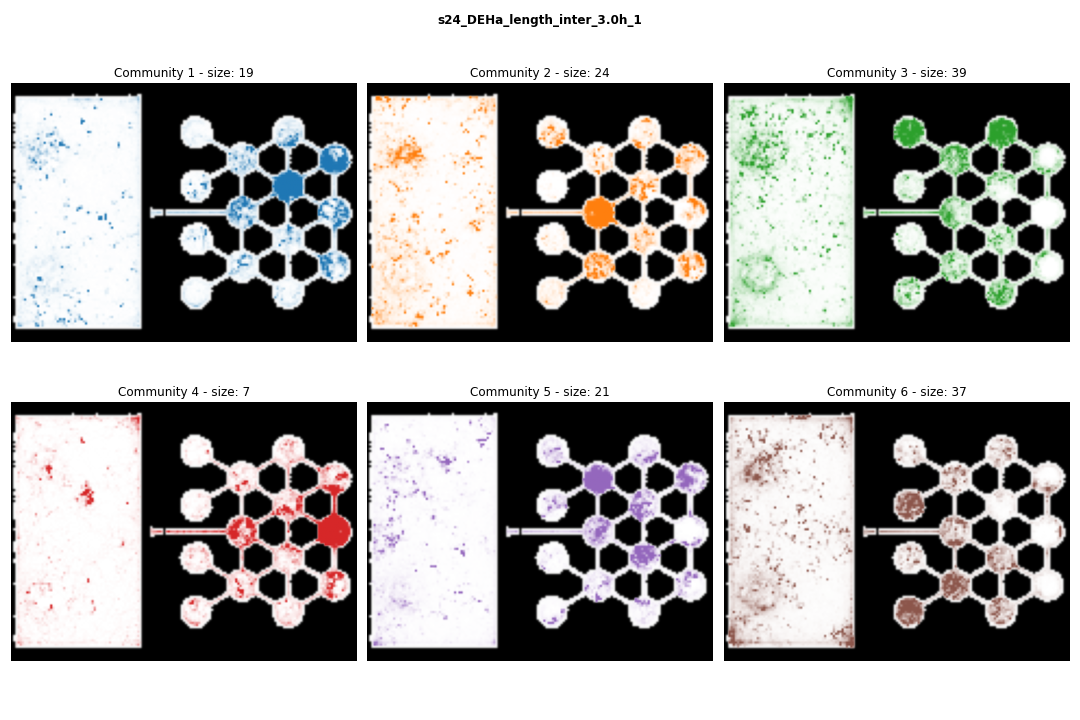 s24_DEHa_length_inter_3.0h_1
Community 1 - size: 19
Community 2 - size: 24
Community 3 - size: 39
Community 4 - size: 7
Community 5 - size: 21
Community 6 - size: 37